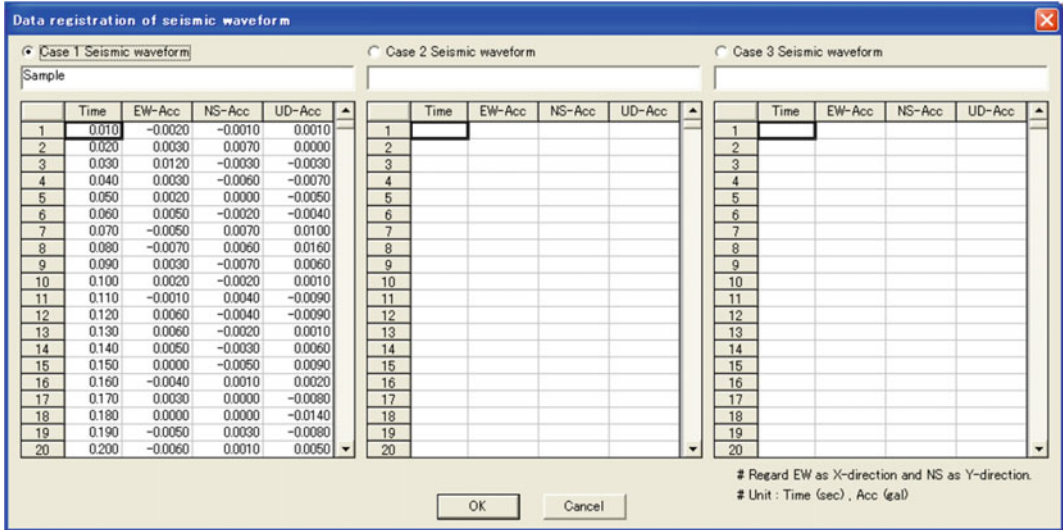 Data registration of seismic waveform
Case 1 Seismic waveform
Sample
Time EW-Acc NS-Acc UD-Acc
1 0.010 -0.0020 -0.0010 0.0010
2 0.020 0.0030 0.0070 0.0000
3 0.030 0.0120 -0.0030 -0.0030
4 0.040 0.0030 -0.0060 -0.0070
5 0.050 0.0020 0.0000 -0.0050
6 0.060 0.0050 -0.0020 -0.0040
7 0.070 -0.0050 0.0070 0.0100
8 0.080 -0.0070 0.0060 0.0160
9 0.090 0.0030 -0.0070 0.0060
10 0.100 0.0020 -0.0020 0.0010
11 0.110 -0.0010 0.0040 -0.0090
12 0.120 0.0060 -0.0040 -0.0090
13 0.130 0.0060 -0.0020 0.0010
14 0.140 0.0050 -0.0030 0.0060
15 0.150 0.0000 -0.0050 0.0090
16 0.160 -0.0040 0.0010 0.0020
17 0.170 0.0030 0.0000 -0.0080
18 0.180 0.0000 0.0000 -0.0140
19 0.190 -0.0050 0.0030 -0.0080
20 0.200 -0.0060 0.0010 0.0050
Case 2 Seismic waveform
Time EW-Acc NS-Acc UD-Acc
1
2
3
4
5
6
7
8
9
10
11
12
13
14
15
16
17
18
19
20
Case 3 Seismic waveform
Time EW-Acc NS-Acc UD-Acc
1
2
3
4
5
6
7
8
9
10
11
12
13
14
15
16
17
18
19
20
# Regard EW as X-direction and NS as Y-direction.
# Unit : Time (sec) , Acc (gal)
OK
Cancel